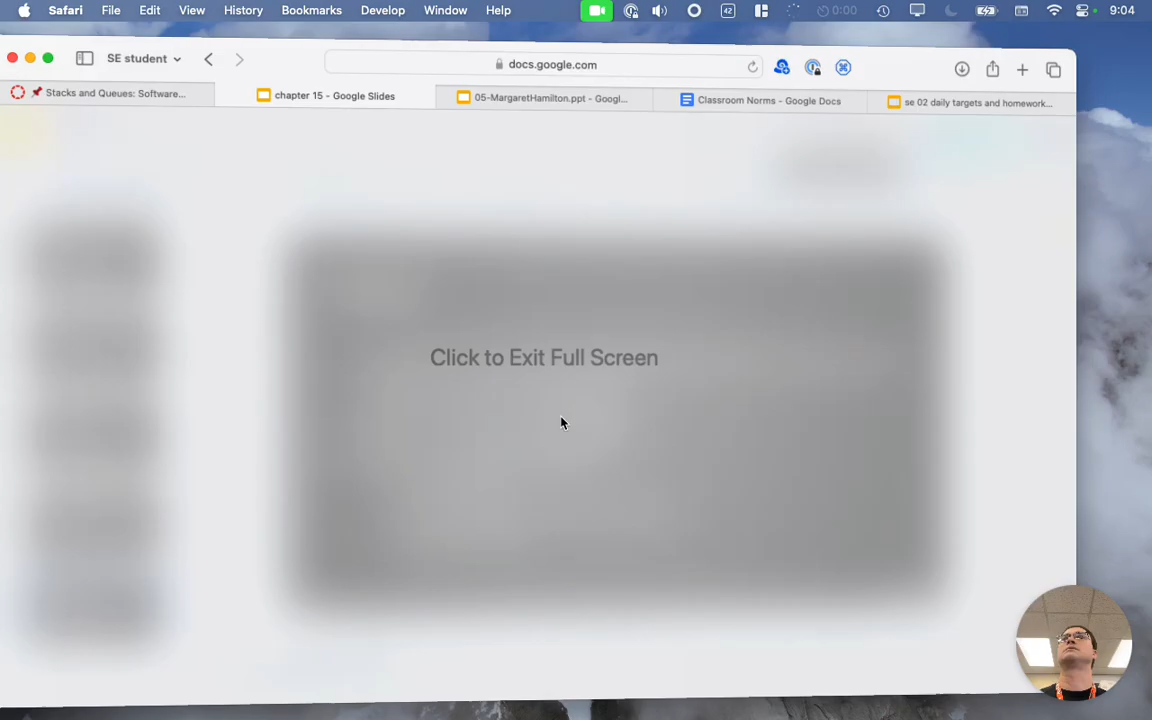 Safari File Edit View History Bookmarks Develop Window Help 42 0:00 9:04
SE student docs.google.com
📌 Stacks and Queues: Software... chapter 15 - Google Slides 05-MargaretHamilton.ppt - Googl... Classroom Norms - Google Docs se 02 daily targets and homework...
Click to Exit Full Screen